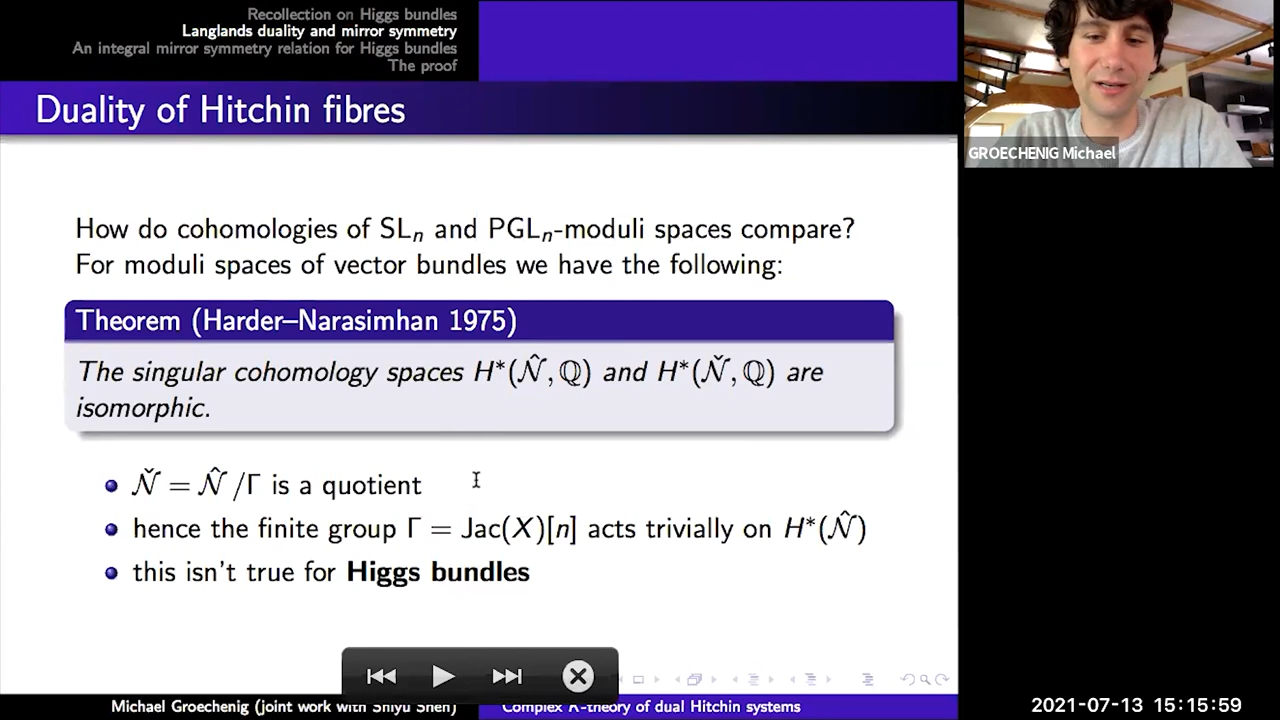 Recollection on Higgs bundles
Langlands duality and mirror symmetry
An integral mirror symmetry relation for Higgs bundles
The proof
Duality of Hitchin fibres
GROECHENIG Michael
How do cohomologies of SLₙ and PGLₙ-moduli spaces compare?
For moduli spaces of vector bundles we have the following:
Theorem (Harder–Narasimhan 1975)
The singular cohomology spaces H*(𝒩̂, ℚ) and H*(𝒩̌, ℚ) are
isomorphic.
𝒩̌ = 𝒩̂ /Γ is a quotient
hence the finite group Γ = Jac(X)[n] acts trivially on H*(𝒩̂)
this isn't true for Higgs bundles
Michael Groechenig (joint work with Shiyu Shen)
Complex K-theory of dual Hitchin systems
2021-07-13 15:15:59